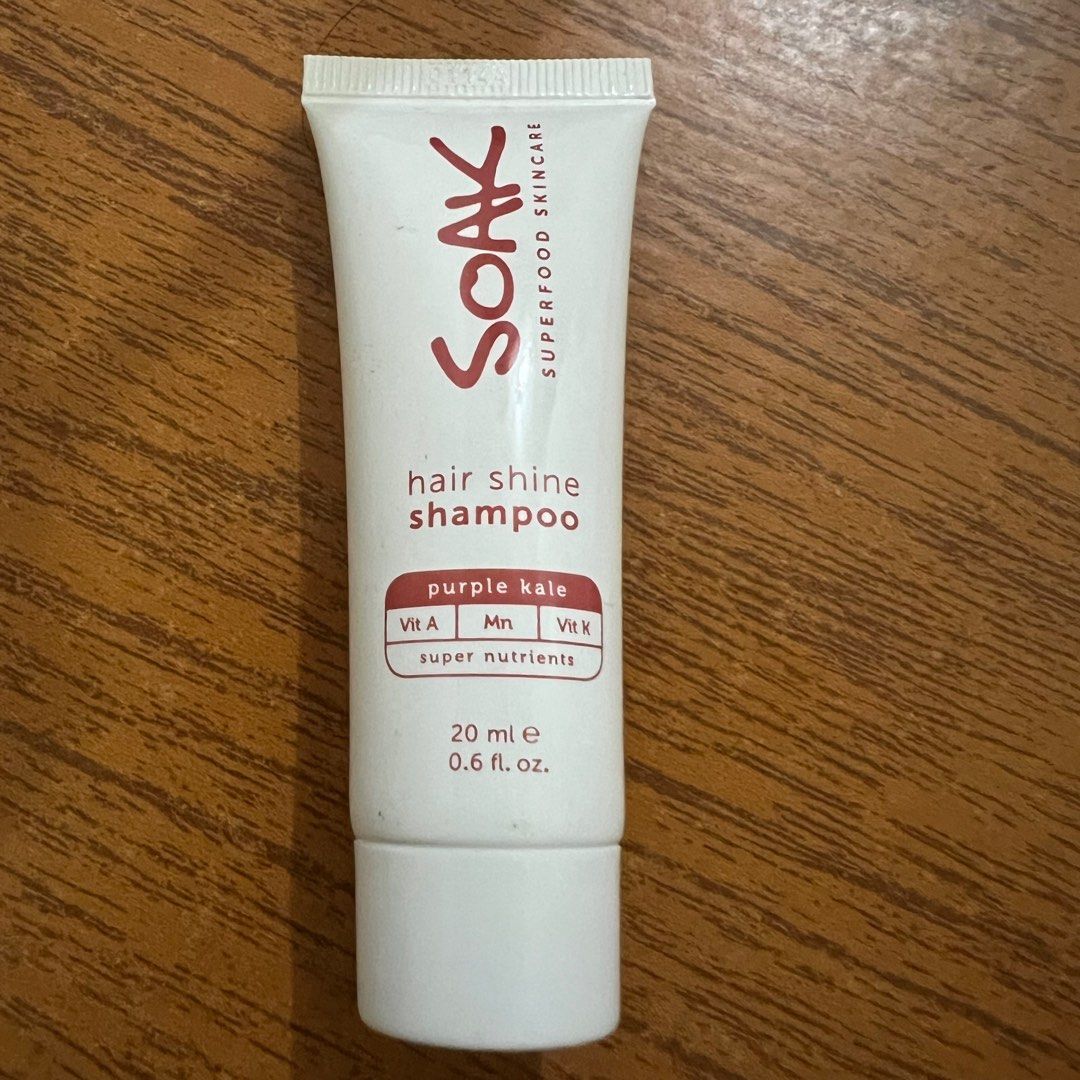 SOAK
SUPERFOOD SKINCARE
hair shine
shampoo
purple kale
Vit A Mn Vit K
super nutrients
20 ml ℮
0.6 fl. oz.